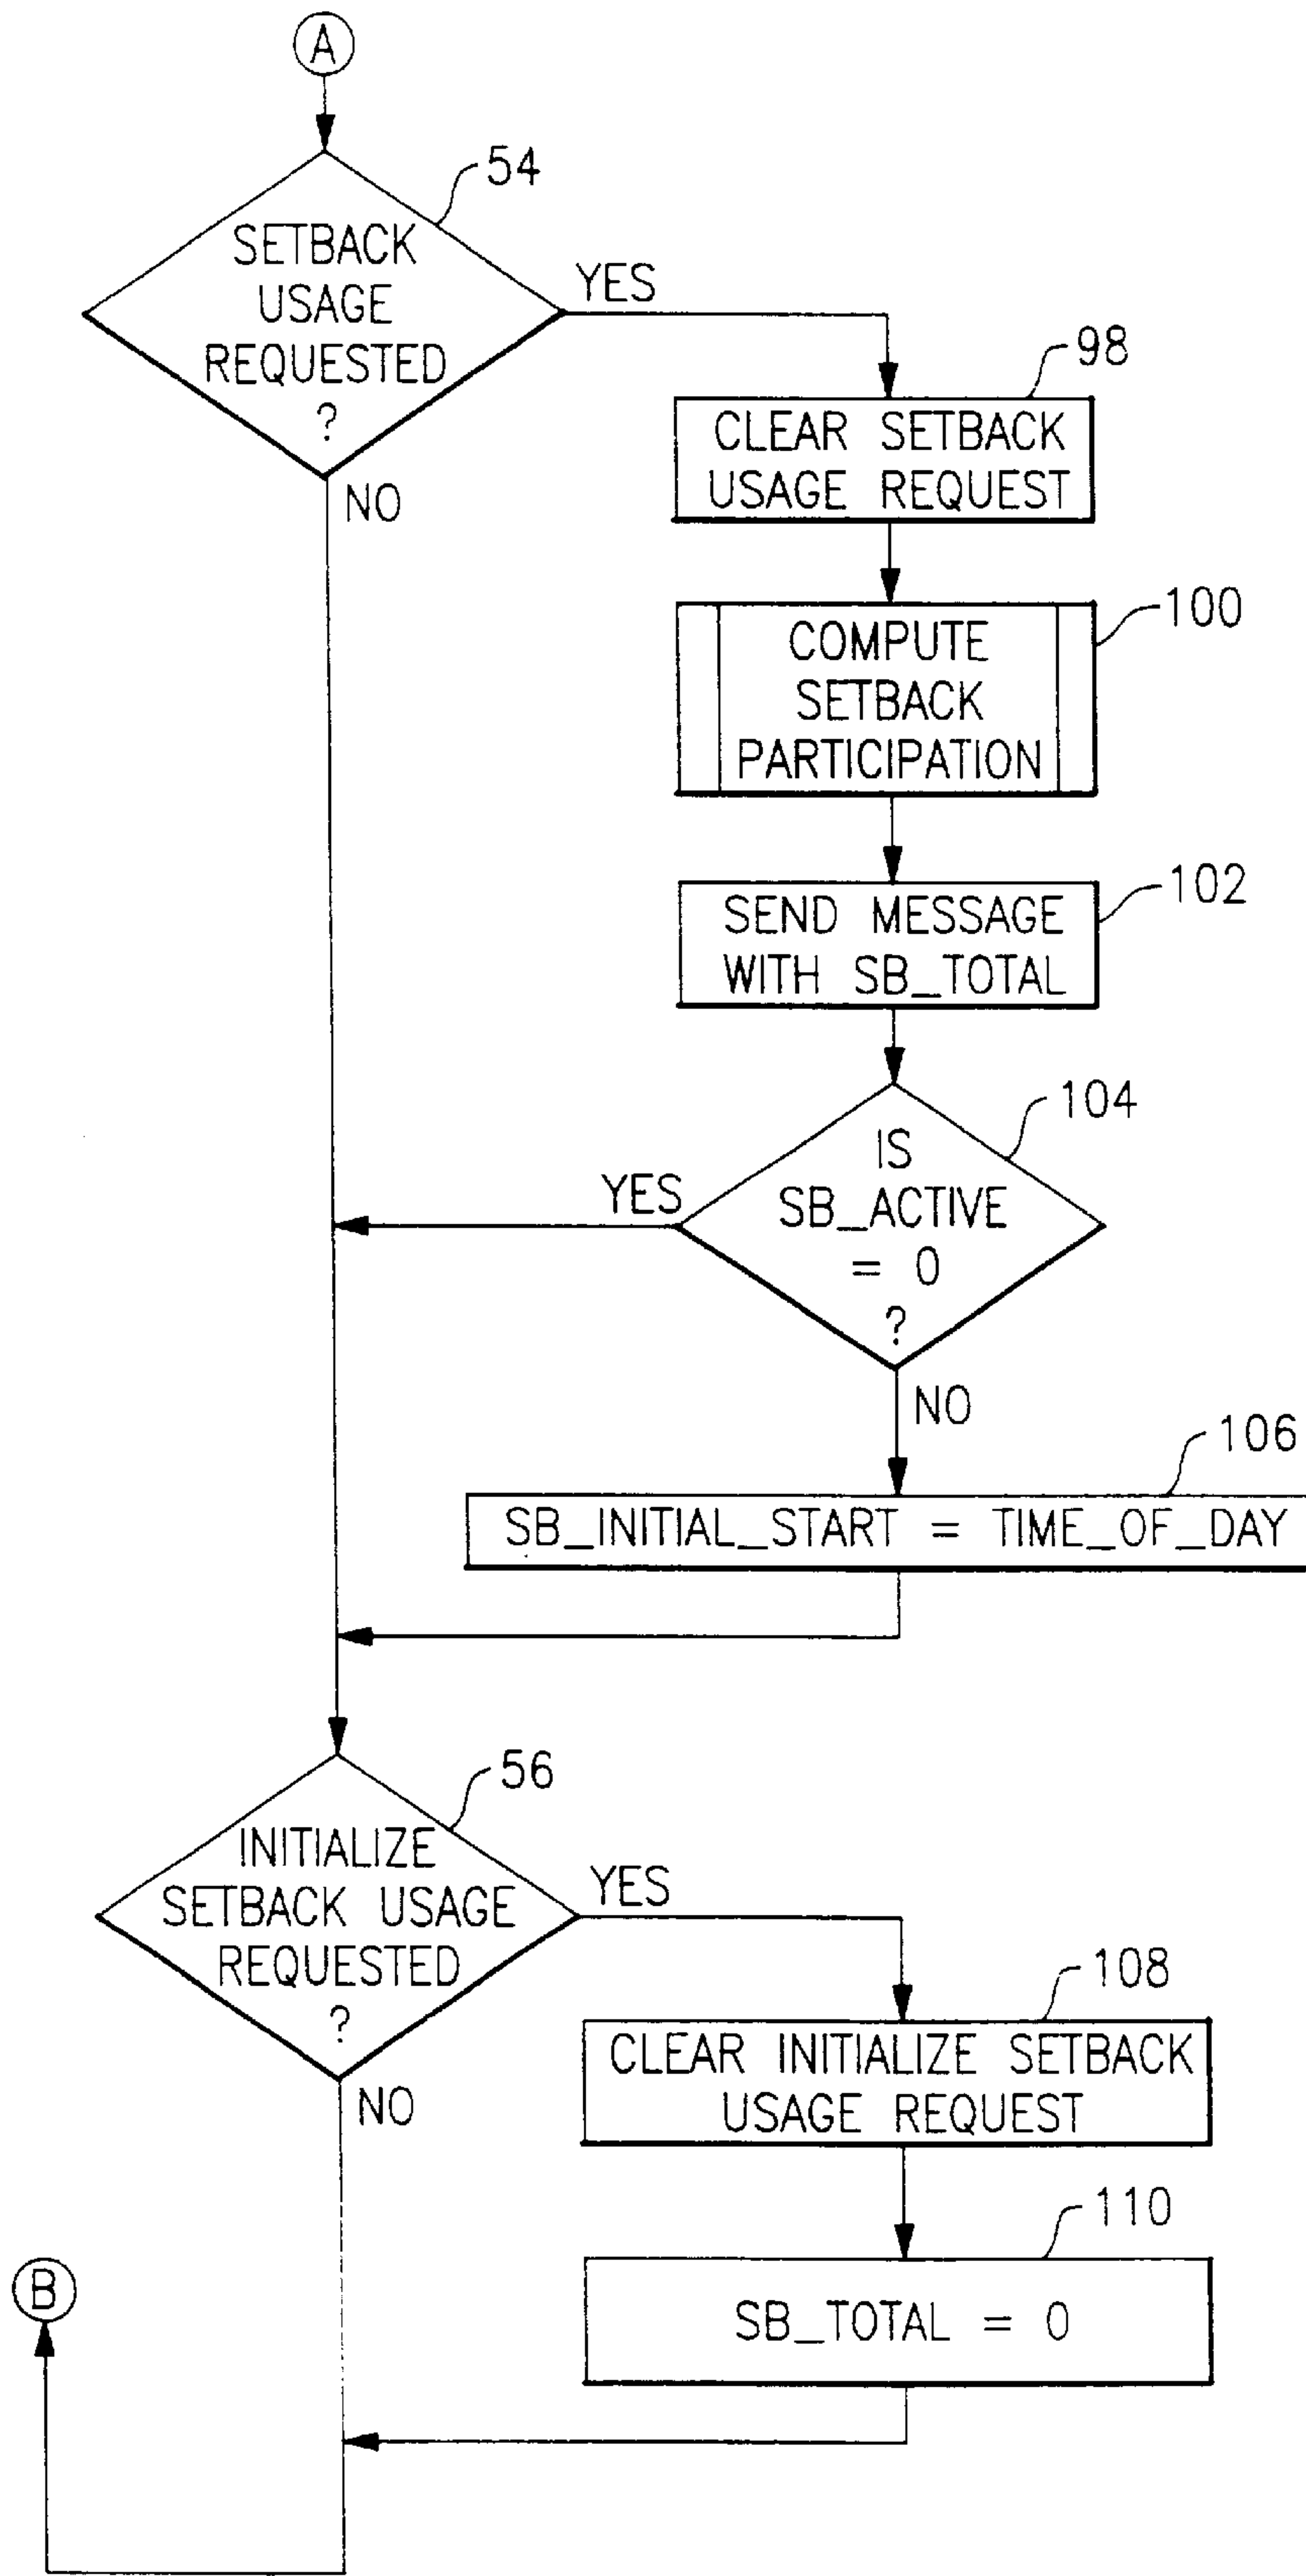 A
54
SETBACK
USAGE
REQUESTED
?
YES
NO
98
CLEAR SETBACK
USAGE REQUEST
100
COMPUTE
SETBACK
PARTICIPATION
102
SEND MESSAGE
WITH SB_TOTAL
104
IS
SB_ACTIVE
= 0
?
YES
NO
106
SB_INITIAL_START = TIME_OF_DAY
56
INITIALIZE
SETBACK USAGE
REQUESTED
?
YES
NO
108
CLEAR INITIALIZE SETBACK
USAGE REQUEST
110
SB_TOTAL = 0
B